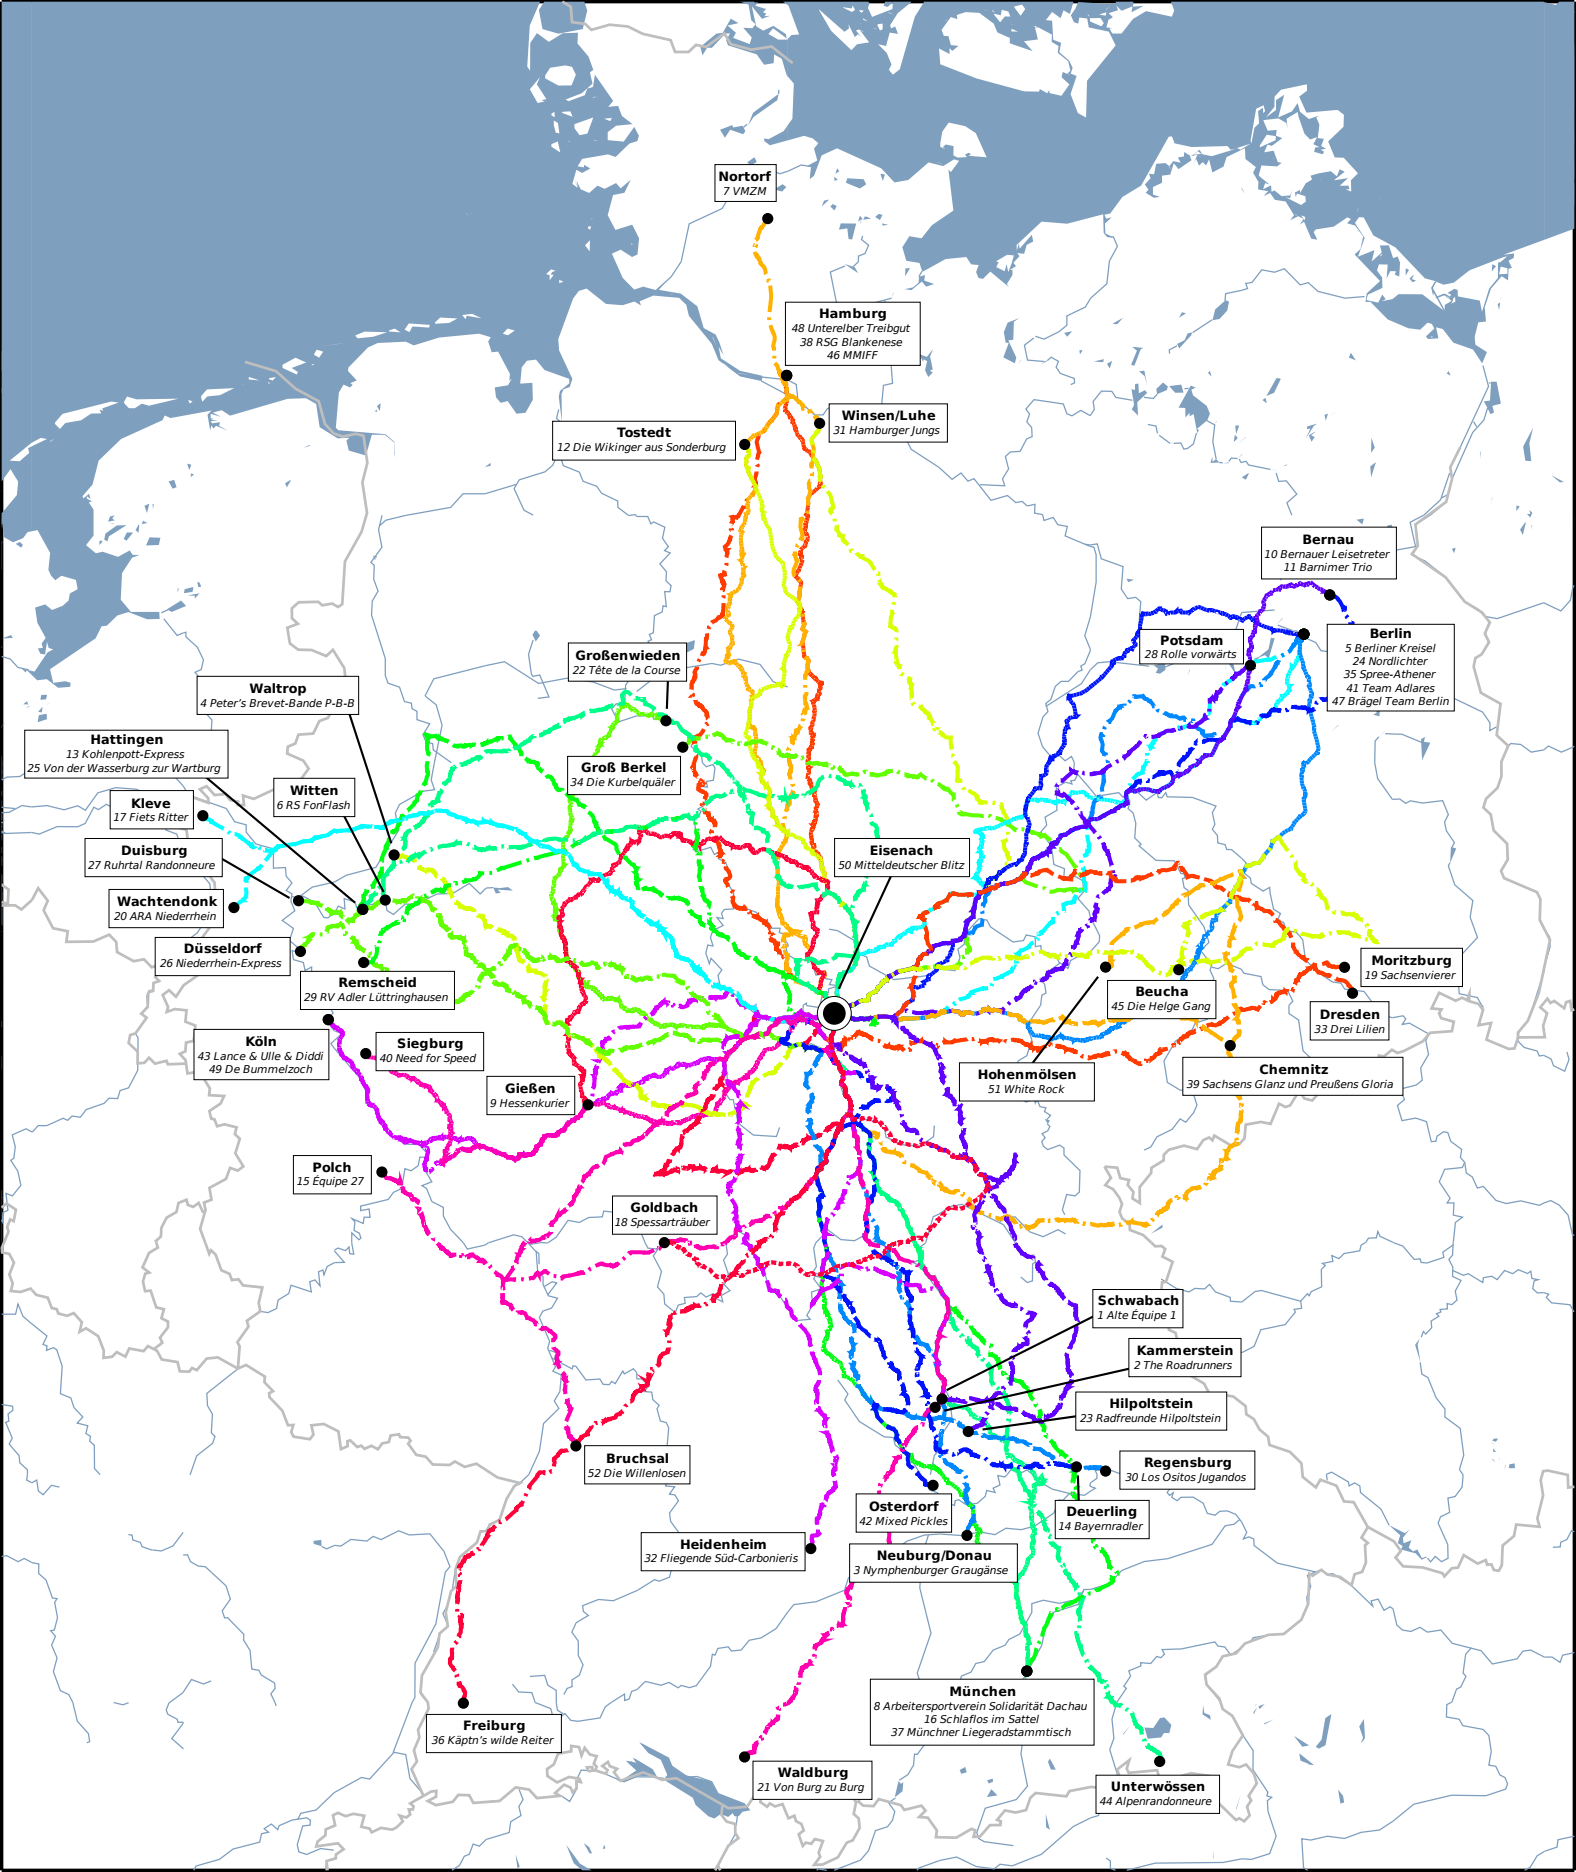 Nortorf
7 VMZM
Hamburg
48 Unterelber Treibgut
38 RSG Blankenese
46 MMIFF
Winsen/Luhe
31 Hamburger Jungs
Tostedt
12 Die Wikinger aus Sonderburg
Bernau
10 Bernauer Leisetreter
11 Barnimer Trio
Potsdam
28 Rolle vorwärts
Berlin
5 Berliner Kreisel
24 Nordlichter
35 Spree-Athener
41 Team Adlares
47 Brägel Team Berlin
Großenwieden
22 Tête de la Course
Waltrop
4 Peter's Brevet-Bande P-B-B
Hattingen
13 Kohlenpott-Express
25 Von der Wasserburg zur Wartburg
Groß Berkel
34 Die Kurbelquäler
Witten
6 RS FonFlash
Kleve
17 Fiets Ritter
Duisburg
27 Ruhrtal Randonneure
Eisenach
50 Mitteldeutscher Blitz
Wachtendonk
20 ARA Niederrhein
Düsseldorf
26 Niederrhein-Express
Remscheid
29 RV Adler Lüttringhausen
Moritzburg
19 Sachsenvierer
Beucha
45 Die Helge Gang
Dresden
33 Drei Lilien
Köln
43 Lance & Ulle & Diddi
49 De Bummelzoch
Siegburg
40 Need for Speed
Gießen
9 Hessenkurier
Hohenmölsen
51 White Rock
Chemnitz
39 Sachsens Glanz und Preußens Gloria
Polch
15 Équipe 27
Goldbach
18 Spessarträuber
Schwabach
1 Alte Équipe 1
Kammerstein
2 The Roadrunners
Hilpoltstein
23 Radfreunde Hilpoltstein
Bruchsal
52 Die Willenlosen
Regensburg
30 Los Ositos Jugandos
Osterdorf
42 Mixed Pickles
Deuerling
14 Bayernradler
Heidenheim
32 Fliegende Süd-Carbonieris
Neuburg/Donau
3 Nymphenburger Graugänse
München
8 Arbeitersportverein Solidarität Dachau
16 Schlaflos im Sattel
37 Münchner Liegeradstammtisch
Freiburg
36 Käptn's wilde Reiter
Waldburg
21 Von Burg zu Burg
Unterwössen
44 Alpenrandonneure